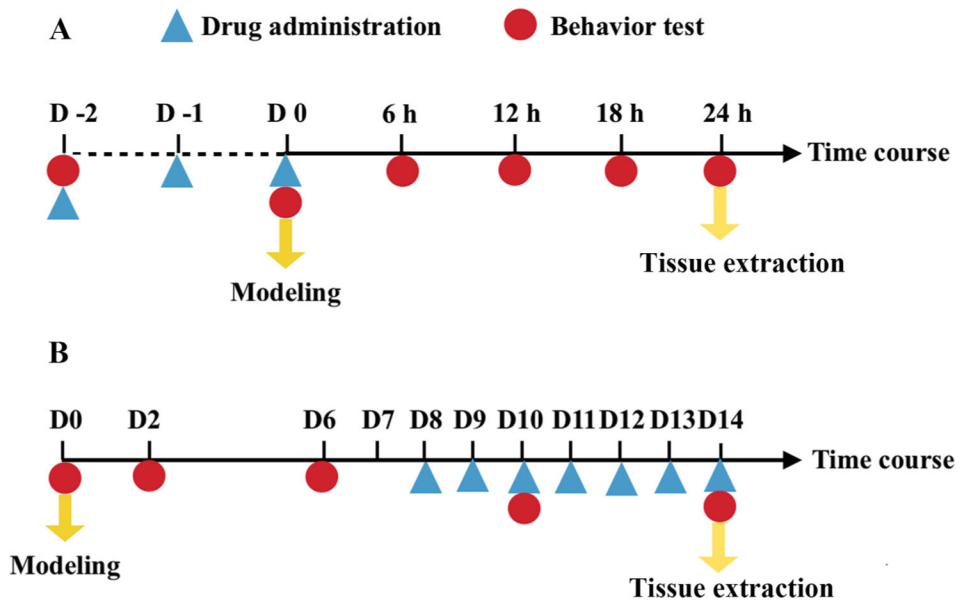 A
Drug administration
Behavior test
D -2 D -1 D 0 6 h 12 h 18 h 24 h
Time course
Modeling
Tissue extraction
B
D0 D2 D6 D7 D8 D9 D10 D11 D12 D13 D14
Time course
Modeling
Tissue extraction